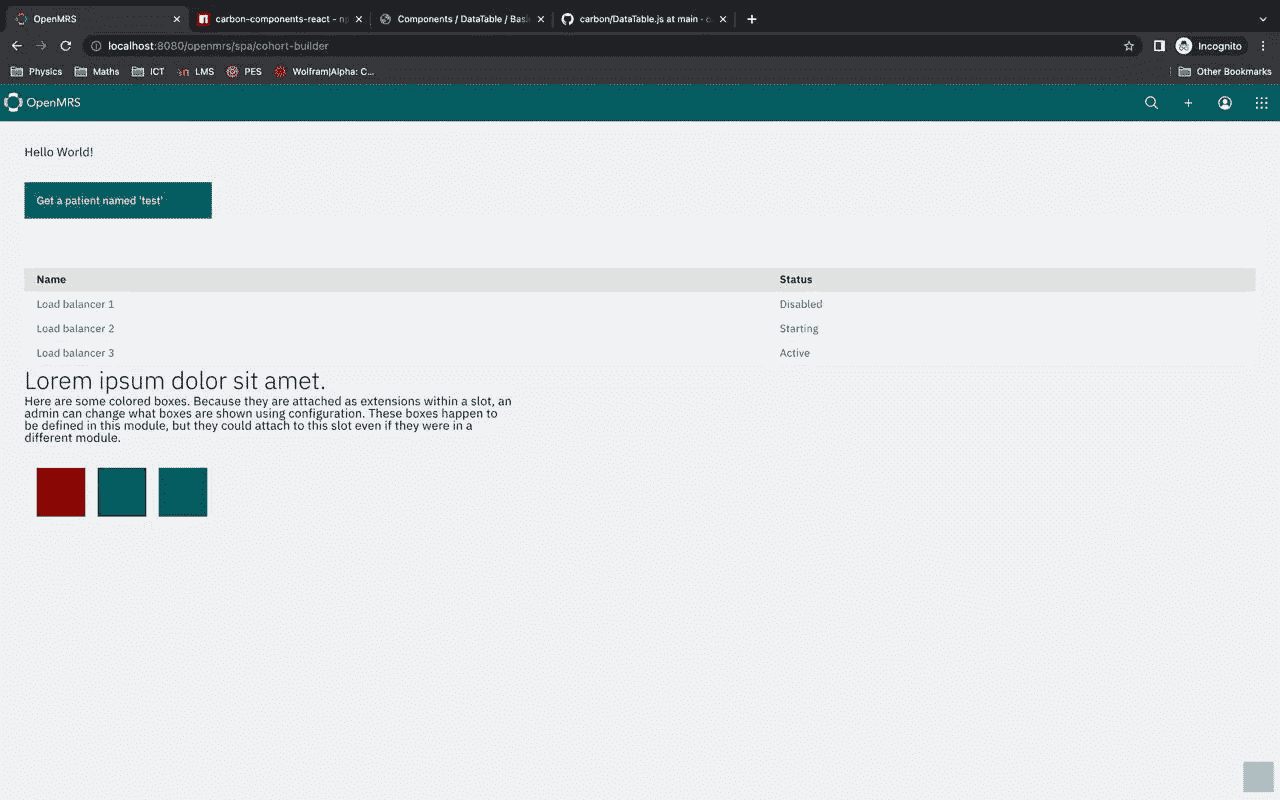 OpenMRS
carbon-components-react - np
Components / DataTable / Basi
carbon/DataTable.js at main · c
localhost:8080/openmrs/spa/cohort-builder
Incognito
Physics
Maths
ICT
LMS
PES
Wolfram|Alpha: C...
Other Bookmarks
OpenMRS
Hello World!
Get a patient named 'test'
Name Status
Load balancer 1 Disabled
Load balancer 2 Starting
Load balancer 3 Active
Lorem ipsum dolor sit amet.
Here are some colored boxes. Because they are attached as extensions within a slot, an
admin can change what boxes are shown using configuration. These boxes happen to
be defined in this module, but they could attach to this slot even if they were in a
different module.